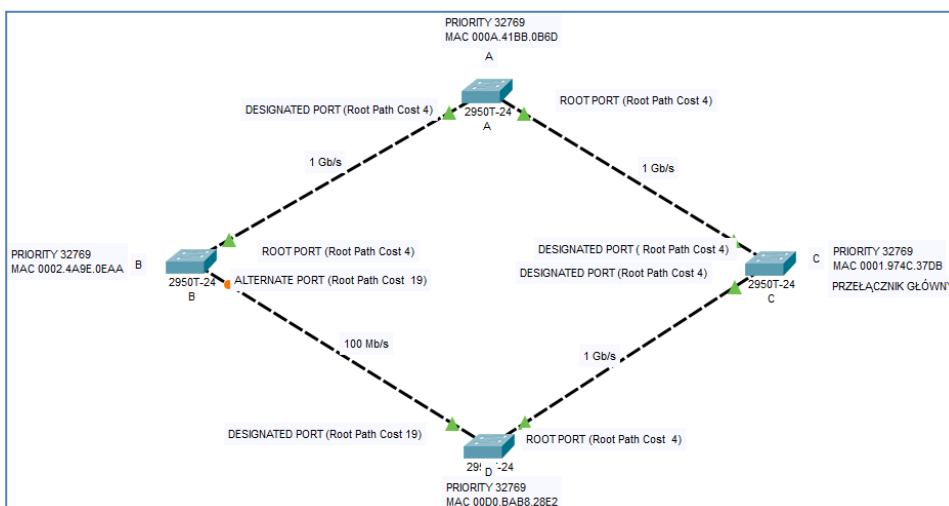 PRIORITY 32769
MAC 000A.41BB.0B6D
A
DESIGNATED PORT (Root Path Cost 4)
ROOT PORT (Root Path Cost 4)
2950T-24
A
1 Gb/s
1 Gb/s
PRIORITY 32769
MAC 0002.4A9E.0EAA
B
ROOT PORT (Root Path Cost 4)
2950T-24
B
ALTERNATE PORT (Root Path Cost 19)
DESIGNATED PORT ( Root Path Cost 4)
DESIGNATED PORT (Root Path Cost 4)
2950T-24
C
C
PRIORITY 32769
MAC 0001.974C.37DB
PRZEŁĄCZNIK GŁÓWNY
100 Mb/s
1 Gb/s
DESIGNATED PORT (Root Path Cost 19)
ROOT PORT (Root Path Cost 4)
D
PRIORITY 32769
MAC 00D0.BAB8.28E2